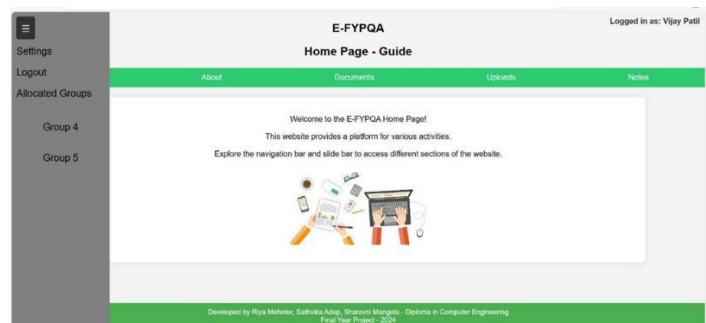 ☰
Settings
Logout
Allocated Groups
Group 4
Group 5
E-FYPQA
Home Page - Guide
Logged in as: Vijay Patil
About
Documents
Uploads
Notes
Welcome to the E-FYPQA Home Page!
This website provides a platform for various activities.
Explore the navigation bar and slide bar to access different sections of the website.
Developed by Riya Meheter, Sathvika Adep, Sharavni Mangela - Diploma in Computer Engineering
Final Year Project - 2024